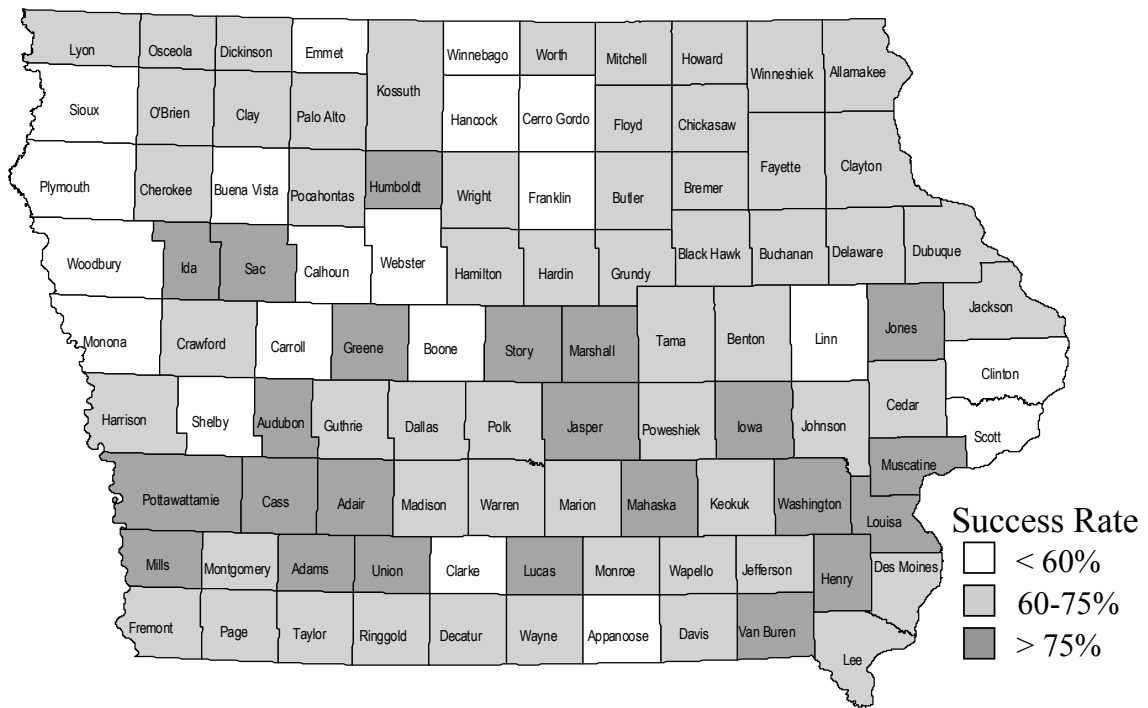 Lyon Osceola Dickinson Emmet Winnebago Worth Mitchell Howard Winneshiek Allamakee
Kossuth
Sioux O'Brien Clay Palo Alto Hancock Cerro Gordo Floyd Chickasaw
Fayette Clayton
Plymouth Cherokee Buena Vista Pocahontas Humboldt Wright Franklin Butler Bremer
Woodbury Ida Sac Calhoun Webster Hamilton Hardin Grundy Black Hawk Buchanan Delaware Dubuque
Jackson
Monona Crawford Carroll Greene Boone Story Marshall Tama Benton Linn Jones
Clinton
Harrison Shelby Audubon Guthrie Dallas Polk Jasper Poweshiek Iowa Johnson Cedar
Scott
Muscatine
Pottawattamie Cass Adair Madison Warren Marion Mahaska Keokuk Washington
Louisa
Mills Montgomery Adams Union Clarke Lucas Monroe Wapello Jefferson Henry Des Moines
Fremont Page Taylor Ringgold Decatur Wayne Appanoose Davis Van Buren
Lee
Success Rate
< 60%
60-75%
> 75%